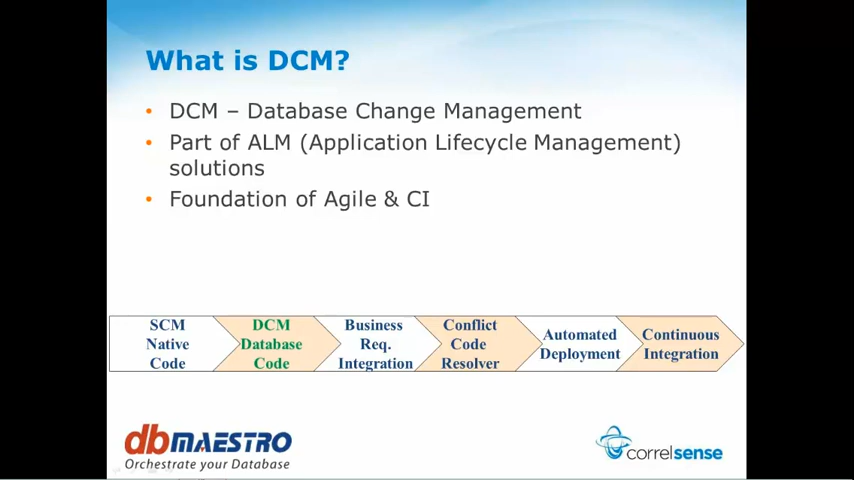 What is DCM?
• DCM – Database Change Management
• Part of ALM (Application Lifecycle Management)
solutions
• Foundation of Agile & CI
SCM
Native
Code
DCM
Database
Code
Business
Req.
Integration
Conflict
Code
Resolver
Automated
Deployment
Continuous
Integration
dbMAESTRO
Orchestrate your Database
correlsense